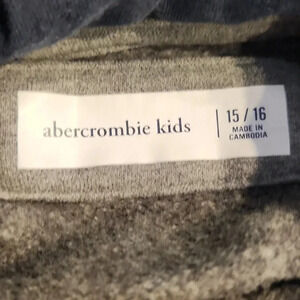 abercrombie kids
15 / 16
MADE IN
CAMBODIA